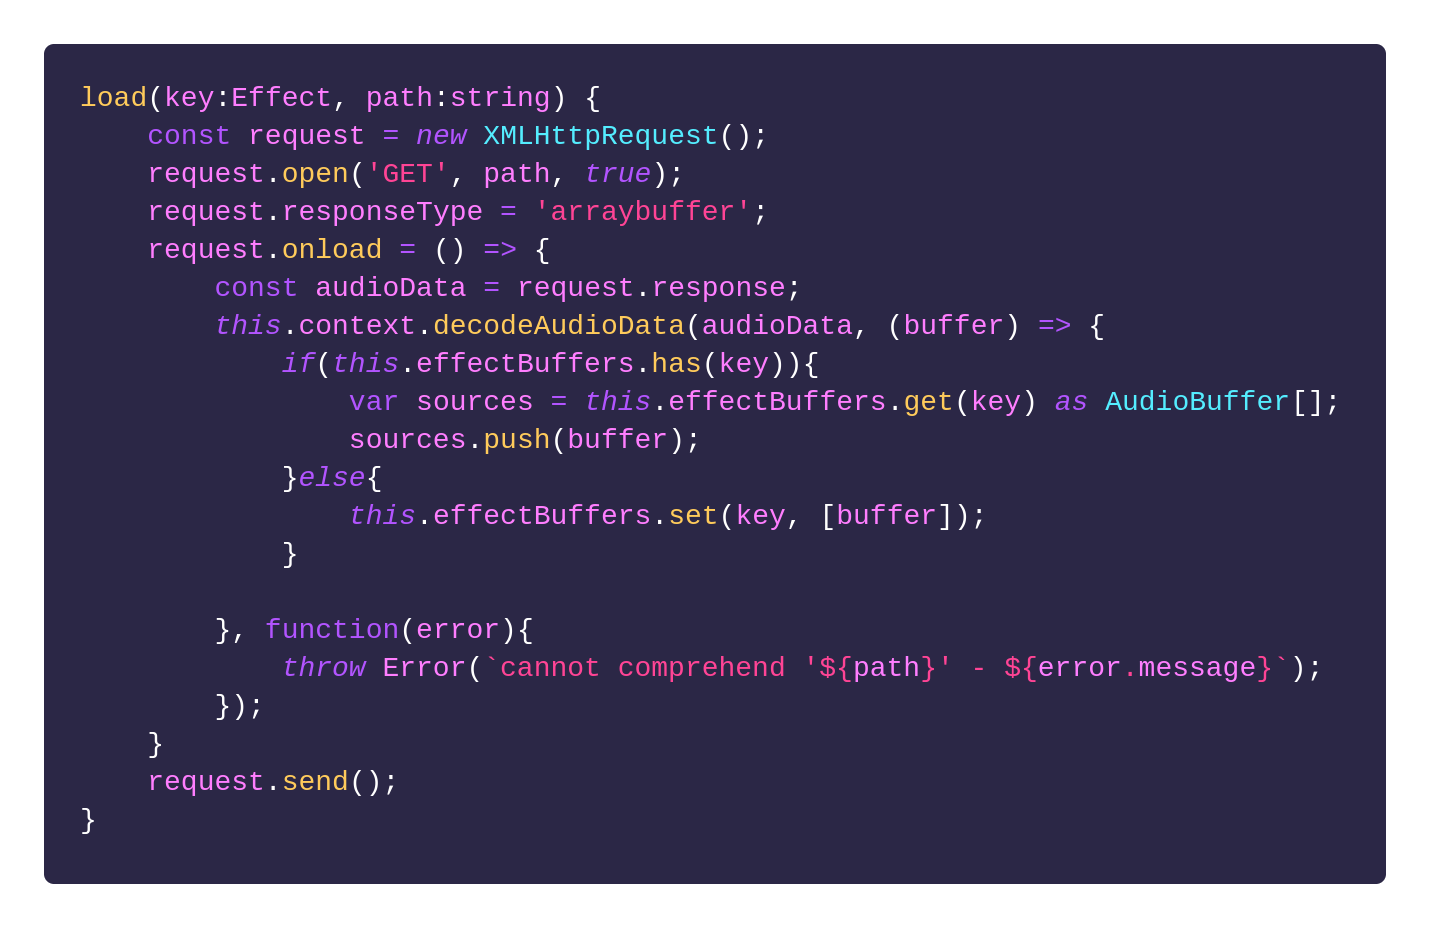 load(key:Effect, path:string) {
    const request = new XMLHttpRequest();
    request.open('GET', path, true);
    request.responseType = 'arraybuffer';
    request.onload = () => {
        const audioData = request.response;
        this.context.decodeAudioData(audioData, (buffer) => {
            if(this.effectBuffers.has(key)){
                var sources = this.effectBuffers.get(key) as AudioBuffer[];
                sources.push(buffer);
            }else{
                this.effectBuffers.set(key, [buffer]);
            }

        }, function(error){
            throw Error(`cannot comprehend '${path}' - ${error.message}`);
        });
    }
    request.send();
}